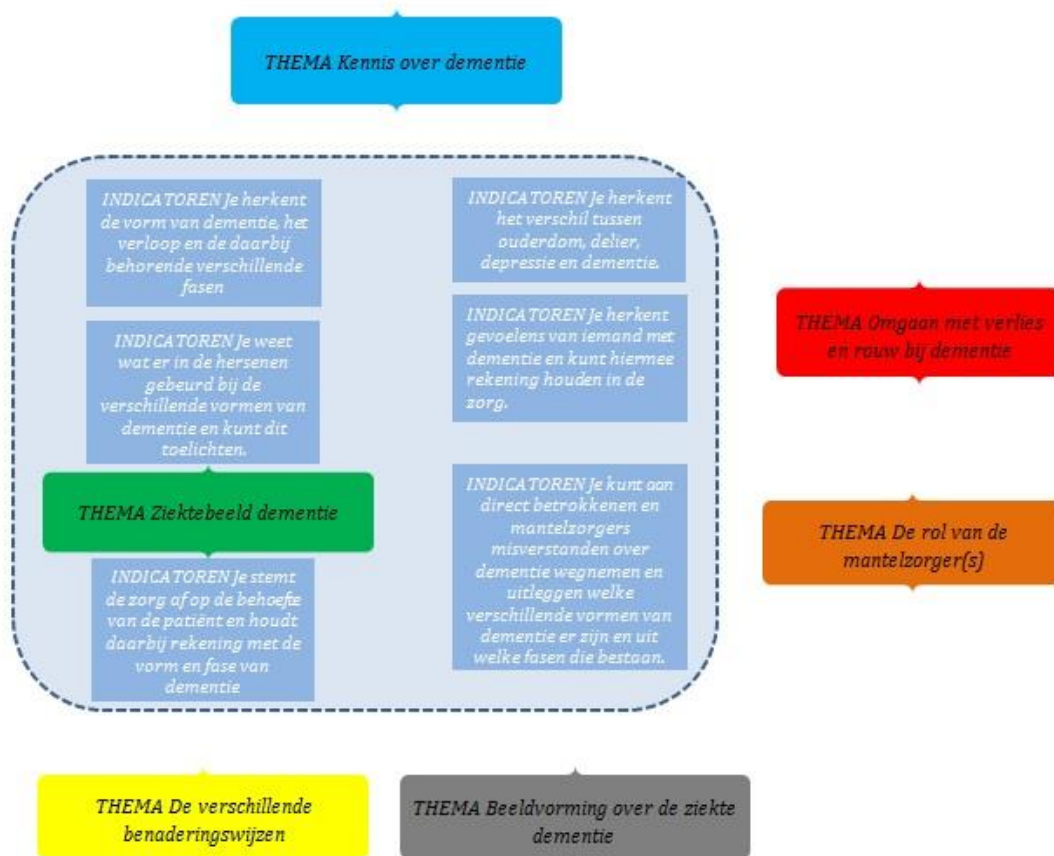 THEMA Kennis over dementie
INDICATOREN Je herkent
de vorm van dementie, het
verloop en de daarbij
behorende verschillende
fasen
INDICATOREN Je weet
wat er in de hersenen
gebeurd bij de
verschillende vormen van
dementie en kunt dit
toelichten.
THEMA Ziektebeeld dementie
INDICATOREN Je stemt
de zorg af op de behoefte
van de patiënt en houdt
daarbij rekening met de
vorm en fase van
dementie
INDICATOREN Je herkent
het verschil tussen
ouderdom, delier,
depressie en dementie.
INDICATOREN Je herkent
gevoelens van iemand met
dementie en kunt hiermee
rekening houden in de
zorg.
INDICATOREN Je kunt aan
direct betrokkenen en
mantelzorgers
misverstanden over
dementie wegnemen en
uitleggen welke
verschillende vormen van
dementie er zijn en uit
welke fasen die bestaan.
THEMA Omgaan met verlies
en rouw bij dementie
THEMA De rol van de
mantelzorger(s)
THEMA De verschillende
benaderingswijzen
THEMA Beeldvorming over de ziekte
dementie